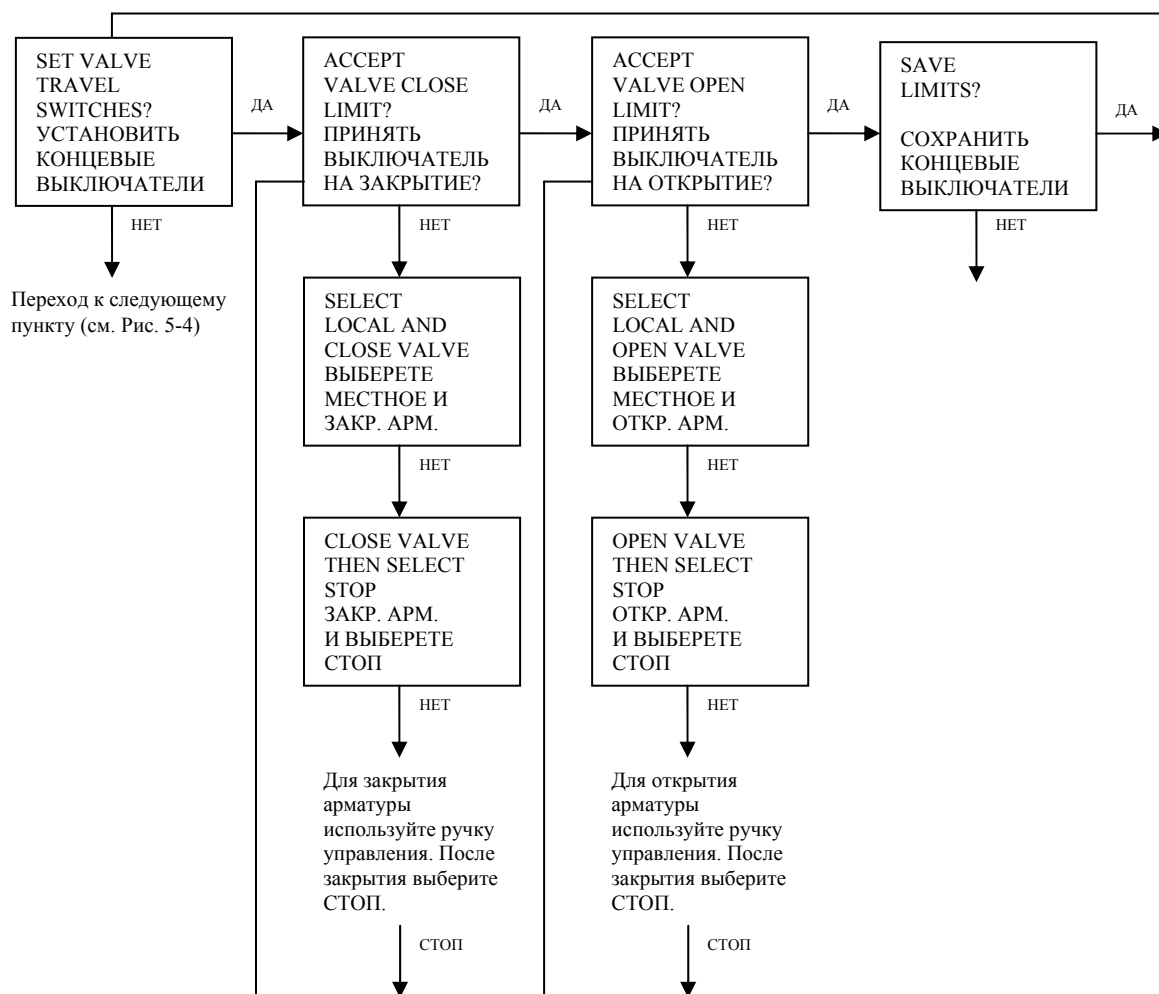 SET VALVE
TRAVEL
SWITCHES?
УСТАНОВИТЬ
КОНЦЕВЫЕ
ВЫКЛЮЧАТЕЛИ
ДА
ACCEPT
VALVE CLOSE
LIMIT?
ПРИНЯТЬ
ВЫКЛЮЧАТЕЛЬ
НА ЗАКРЫТИЕ?
ДА
ACCEPT
VALVE OPEN
LIMIT?
ПРИНЯТЬ
ВЫКЛЮЧАТЕЛЬ
НА ОТКРЫТИЕ?
ДА
SAVE
LIMITS?
СОХРАНИТЬ
КОНЦЕВЫЕ
ВЫКЛЮЧАТЕЛИ
ДА
НЕТ
НЕТ
НЕТ
НЕТ
Переход к следующему
пункту (см. Рис. 5-4)
SELECT
LOCAL AND
CLOSE VALVE
ВЫБЕРЕТЕ
МЕСТНОЕ И
ЗАКР. АРМ.
SELECT
LOCAL AND
OPEN VALVE
ВЫБЕРЕТЕ
МЕСТНОЕ И
ОТКР. АРМ.
НЕТ
НЕТ
CLOSE VALVE
THEN SELECT
STOP
ЗАКР. АРМ.
И ВЫБЕРЕТЕ
СТОП
OPEN VALVE
THEN SELECT
STOP
ОТКР. АРМ.
И ВЫБЕРЕТЕ
СТОП
НЕТ
НЕТ
Для закрытия
арматуры
используйте ручку
управления. После
закрытия выберите
СТОП.
Для открытия
арматуры
используйте ручку
управления. После
закрытия выберите
СТОП.
СТОП
СТОП